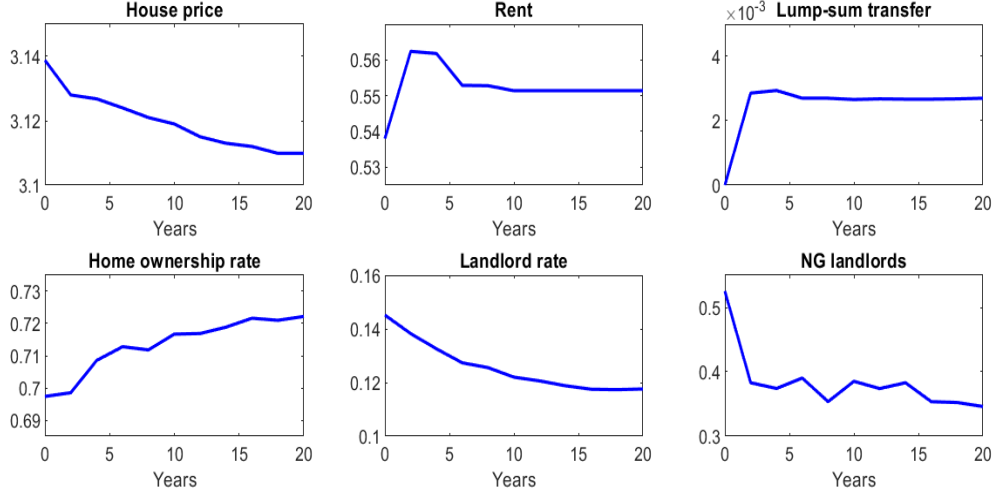 House price
3.14
3.12
3.1
0 5 10 15 20
Years
Rent
0.56
0.55
0.54
0.53
0 5 10 15 20
Years
×10-3
Lump-sum transfer
4
2
0
0 5 10 15 20
Years
Home ownership rate
0.73
0.72
0.71
0.7
0.69
0 5 10 15 20
Years
Landlord rate
0.16
0.14
0.12
0.1
0 5 10 15 20
Years
NG landlords
0.5
0.4
0.3
0 5 10 15 20
Years